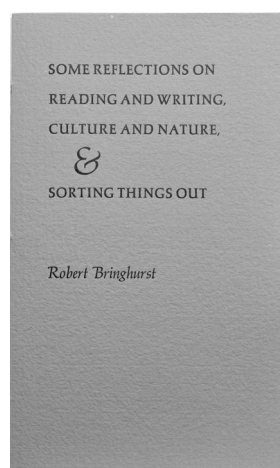 SOME REFLECTIONS ON
READING AND WRITING,
CULTURE AND NATURE,
&
SORTING THINGS OUT
Robert Bringhurst